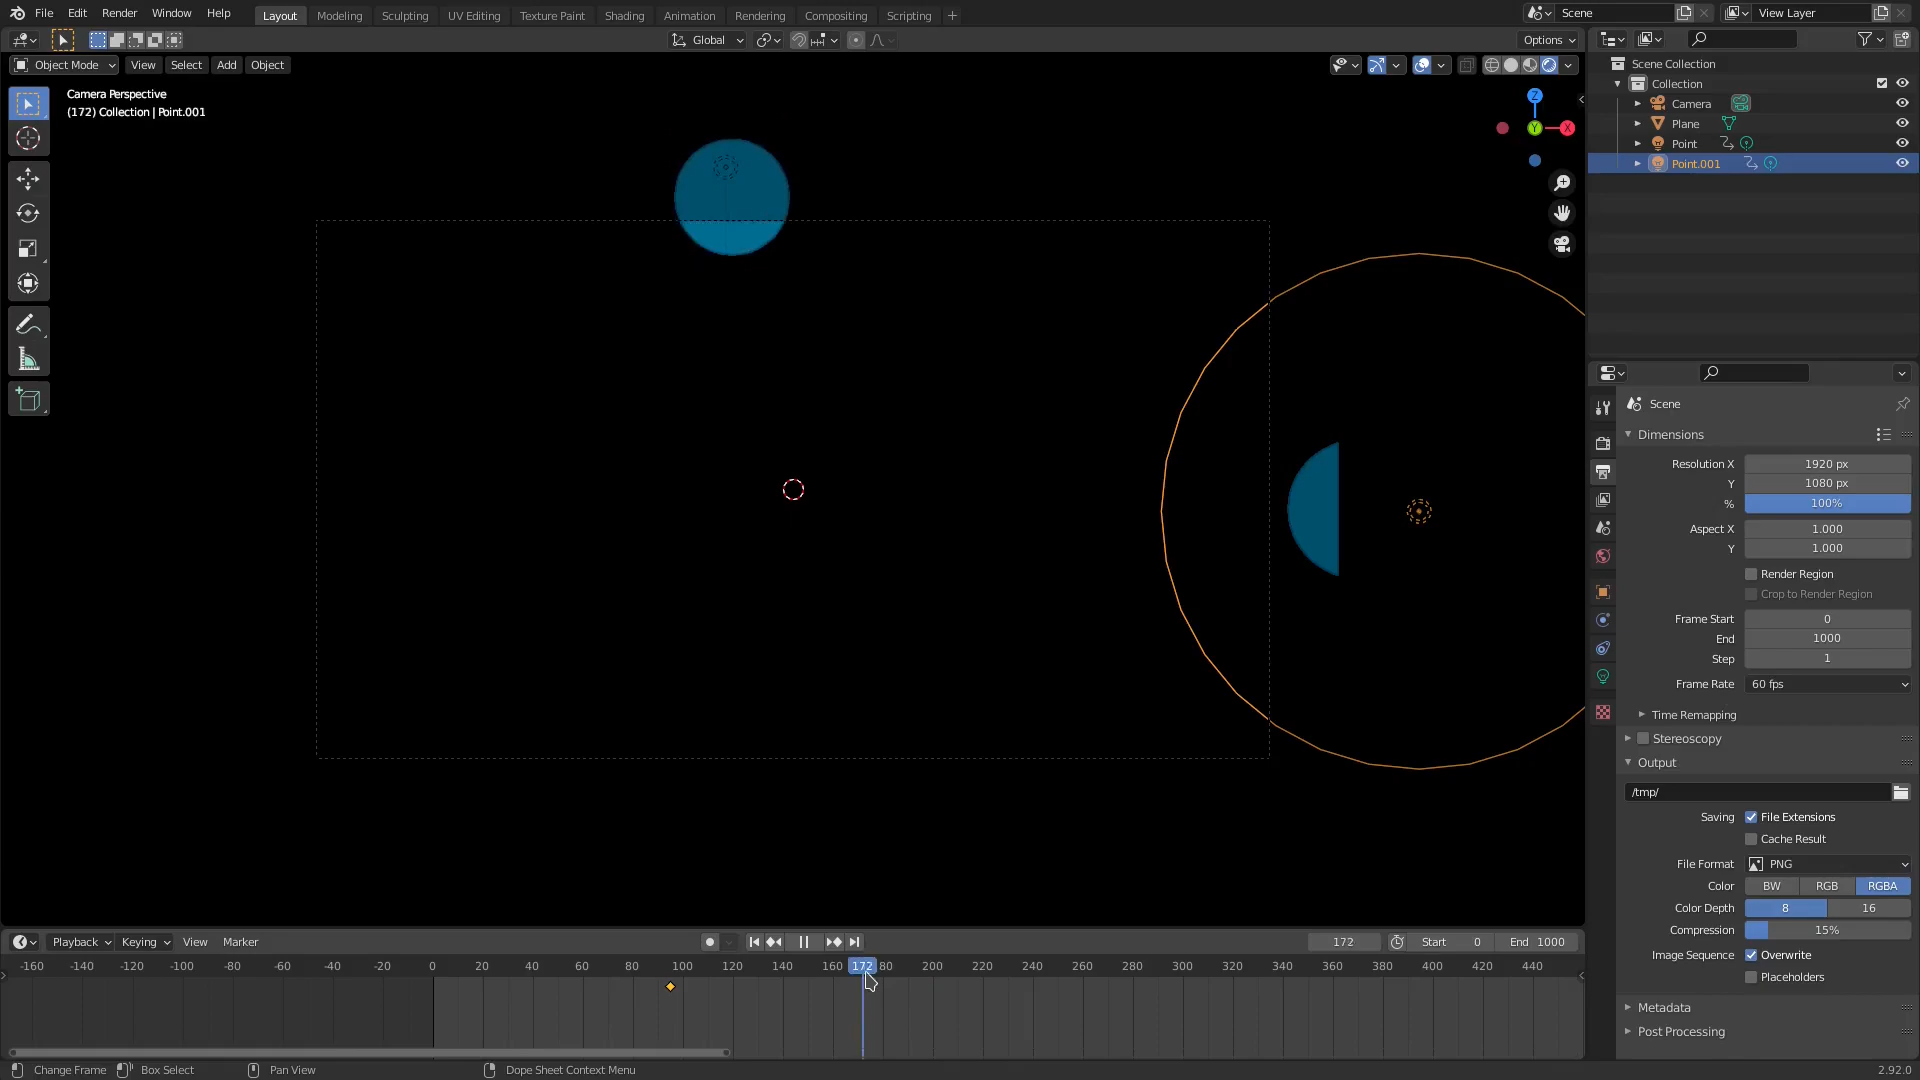 File Edit Render Window Help Layout Modeling Sculpting UV Editing Texture Paint Shading Animation Rendering Compositing Scripting + Scene View Layer
Global Options
Object Mode View Select Add Object
Camera Perspective
(172) Collection | Point.001
Z
Y
X
Scene Collection
Collection
Camera
Plane
Point
Point.001
Scene
Dimensions
Resolution X 1920 px
Y 1080 px
% 100%
Aspect X 1.000
Y 1.000
Render Region
Crop to Render Region
Frame Start 0
End 1000
Step 1
Frame Rate 60 fps
Time Remapping
Stereoscopy
Output
/tmp/
Saving File Extensions
Cache Result
File Format PNG
Color BW RGB RGBA
Color Depth 8 16
Compression 15%
Image Sequence Overwrite
Placeholders
Metadata
Post Processing
Playback Keying View Marker 172 Start 0 End 1000
-160 -140 -120 -100 -80 -60 -40 -20 0 20 40 60 80 100 120 140 160 172 80 200 220 240 260 280 300 320 340 360 380 400 420 440
Change Frame Box Select Pan View Dope Sheet Context Menu 2.92.0